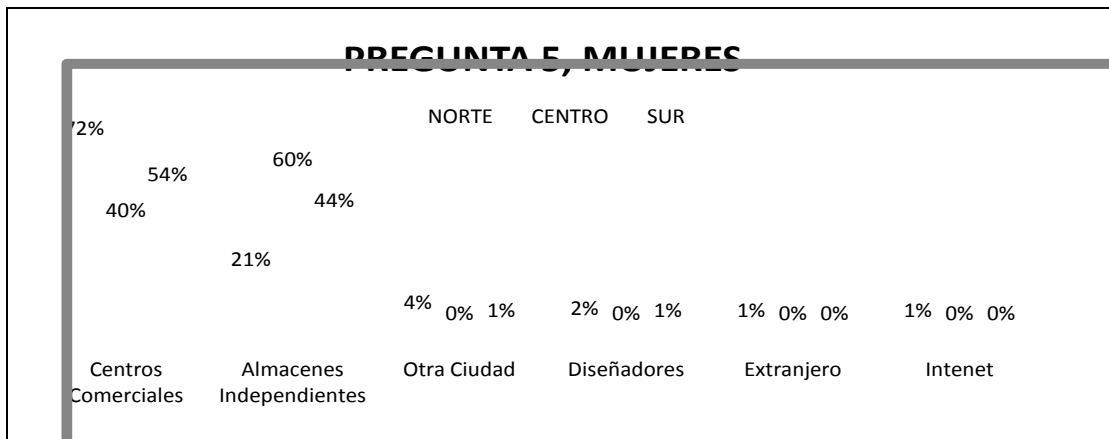 PREGUNTA 5, MUJERES
NORTE CENTRO SUR
72%
54%
40%
60%
44%
21%
4% 0% 1%
2% 0% 1%
1% 0% 0%
1% 0% 0%
Centros
Comerciales
Almacenes
Independientes
Otra Ciudad
Diseñadores
Extranjero
Intenet